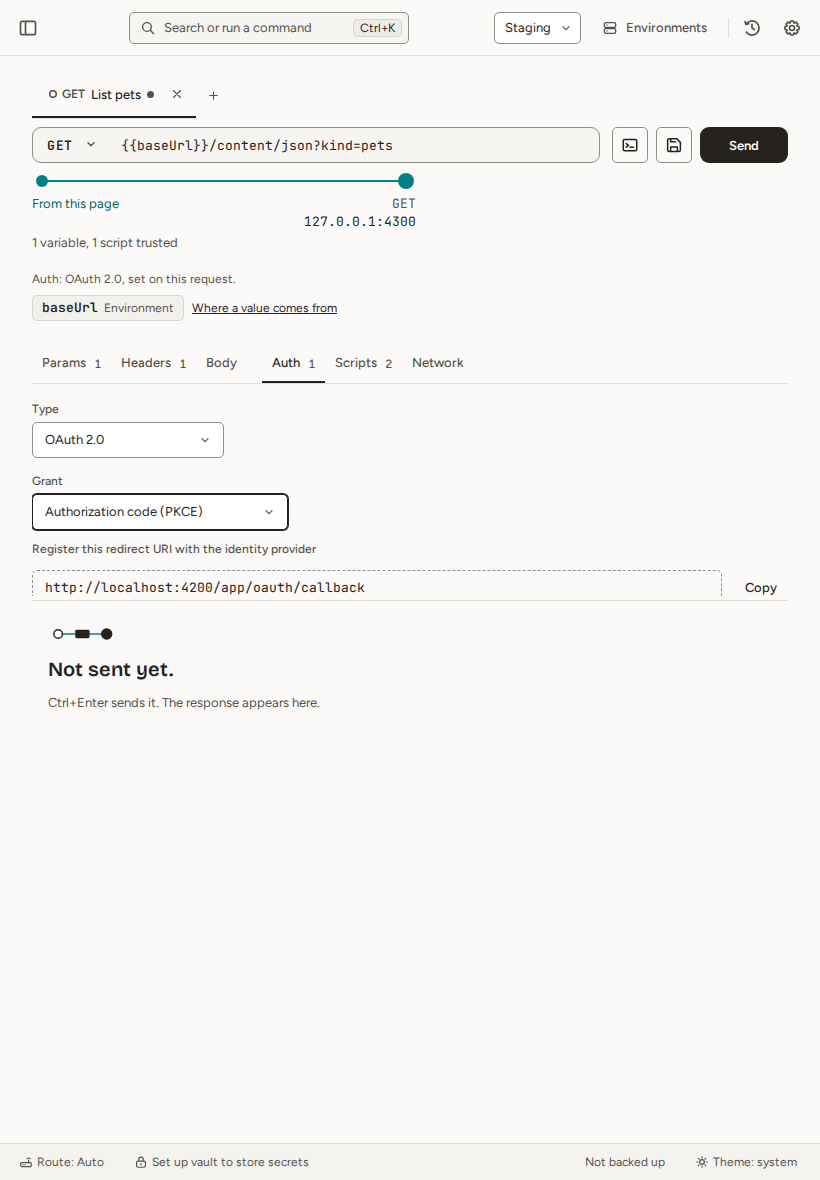 Search or run a command Ctrl+K Staging Environments
GET List pets
GET {{baseUrl}}/content/json?kind=pets Send
From this page GET
127.0.0.1:4300
1 variable, 1 script trusted
Auth: OAuth 2.0, set on this request.
baseUrl Environment Where a value comes from
Params 1 Headers 1 Body Auth 1 Scripts 2 Network
Type
OAuth 2.0
Grant
Authorization code (PKCE)
Register this redirect URI with the identity provider
http://localhost:4200/app/oauth/callback Copy
Not sent yet.
Ctrl+Enter sends it. The response appears here.
Route: Auto Set up vault to store secrets Not backed up Theme: system